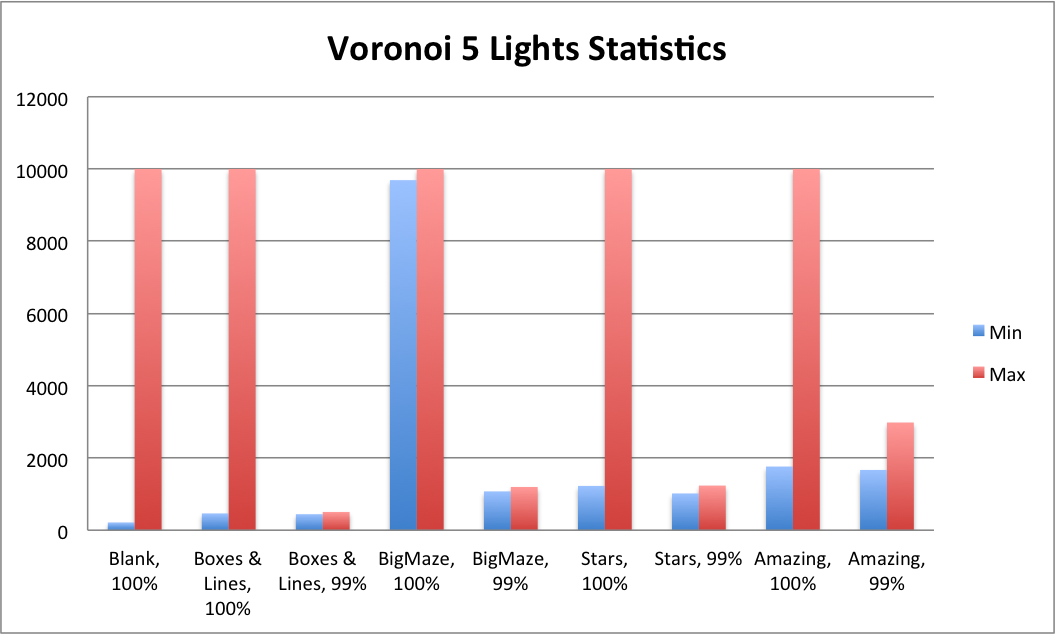 Voronoi 5 Lights Statistics
12000
10000
8000
6000
4000
2000
0
Blank,
100%
Boxes &
Lines,
100%
Boxes &
Lines, 99%
BigMaze,
100%
BigMaze,
99%
Stars,
100%
Stars, 99%
Amazing,
100%
Amazing,
99%
Min
Max